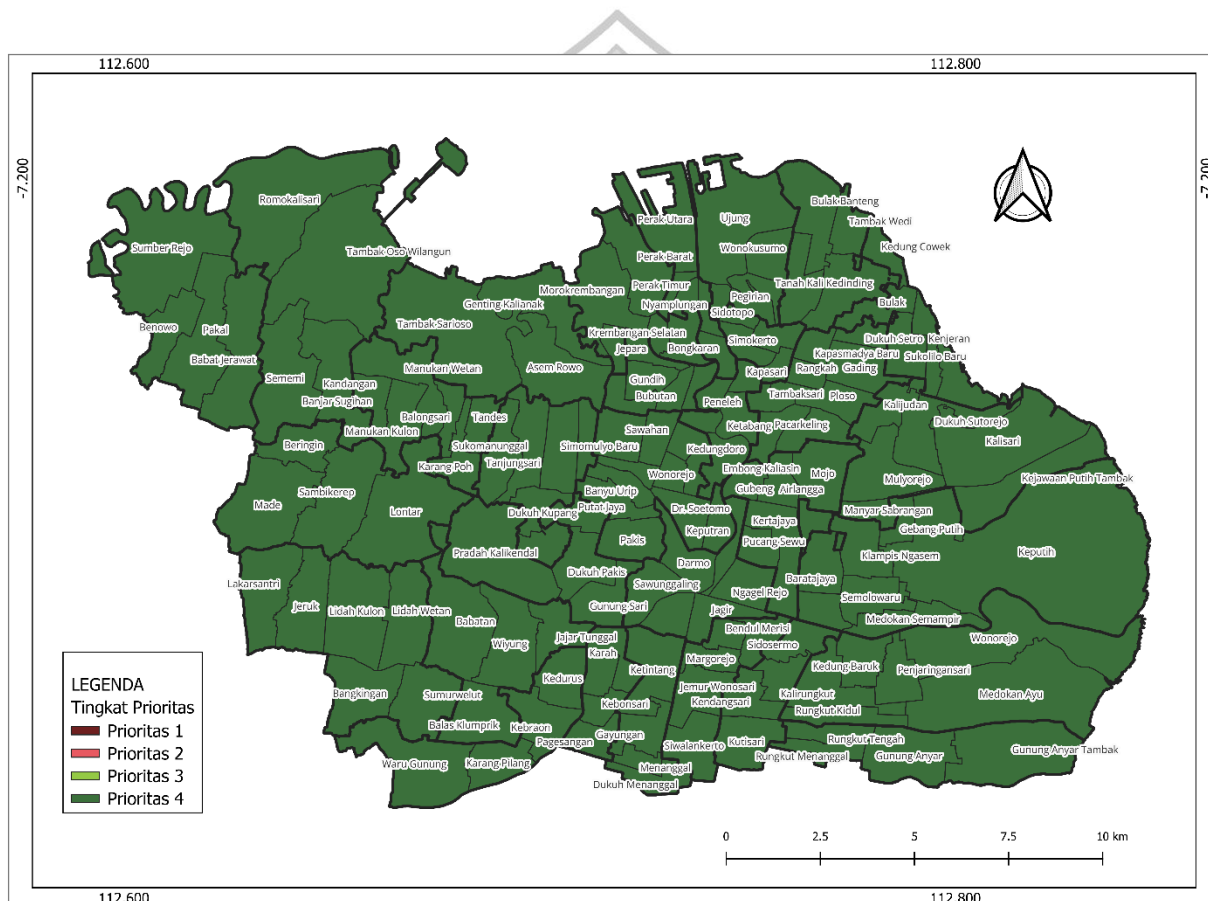 112.600 112.800
-7.200 -7.200
Romokalisari
Bulak Banteng
Perak Utara
Ujung
Tambak Wedi
Sumber Rejo
Tambak Oso Wilangun
Perak Barat
Wonokusumo
Kedung Cowek
Morokrembangan
Perak Timur
Tanah Kali Kedinding
Genting Kalianak
Nyamplungan
Pegirian
Bulak
Sidotopo
Benowo
Pakal
Tambak Sarioso
Krembangan Selatan
Simokerto
Dukuh Setro
Kenjeran
Jepara
Bongkaran
Kapasmadya Baru
Sukolilo Baru
Babat Jerawat
Manukan Wetan
Asem Rowo
Kapasari
Rangkah
Gading
Sememi
Kandangan
Gundih
Bubutan
Tambaksari
Ploso
Banjar Sugihan
Peneleh
Kalijudan
Balongsari
Tandes
Ketabang
Pacarkeling
Dukuh Sutorejo
Manukan Kulon
Sawahan
Kalisari
Beringin
Sukomanunggal
Simomulyo Baru
Kedungdoro
Karang Poh
Tanjungsari
Wonorejo
Embong Kaliasin
Mojo
Mulyorejo
Kejawaan Putih Tambak
Made
Sambikerep
Banyu Urip
Gubeng
Airlangga
Lontar
Dukuh Kupang
Putat Jaya
Dr. Soetomo
Manyar Sabrangan
Kertajaya
Gebang Putih
Keputran
Pradah Kalikendal
Pakis
Pucang Sewu
Klampis Ngasem
Keputih
Lakarsantri
Dukuh Pakis
Darmo
Sawunggaling
Baratajaya
Jeruk
Lidah Kulon
Lidah Wetan
Gunung Sari
Ngagel Rejo
Semolowaru
Jagir
Medokan Semampir
Babatan
Bendul Merisi
Wiyung
Jajar Tunggal
Sidosermo
Wonorejo
Karah
Margorejo
Kedung Baruk
Penjaringansari
Bangkingan
Sumurwelut
Kedurus
Ketintang
Jemur Wonosari
Kalirungkut
Medokan Ayu
Kebonsari
Kendangsari
Rungkut Kidul
Balas Klumprik
Kebraon
Gayungan
Pagesangan
Siwalankerto
Kutisari
Rungkut Tengah
Gunung Anyar Tambak
Waru Gunung
Karang Pilang
Menanggal
Rungkut Menanggal
Gunung Anyar
Dukuh Menanggal
LEGENDA
Tingkat Prioritas
Prioritas 1
Prioritas 2
Prioritas 3
Prioritas 4
0 2.5 5 7.5 10 km
112.600 112.800